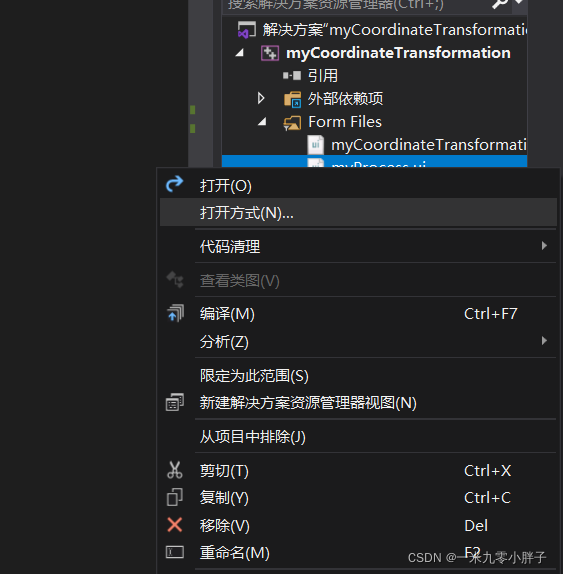 搜索解决方案资源管理器(Ctrl+;)
解决方案"myCoordinateTransformatio
myCoordinateTransformation
引用
外部依赖项
Form Files
myCoordinateTransformati
myProcess.ui
打开(O)
打开方式(N)...
代码清理
查看类图(V)
编译(M) Ctrl+F7
分析(Z)
限定为此范围(S)
新建解决方案资源管理器视图(N)
从项目中排除(J)
剪切(T) Ctrl+X
复制(Y) Ctrl+C
移除(V) Del
重命名(M) F2
CSDN @一米九零小胖子